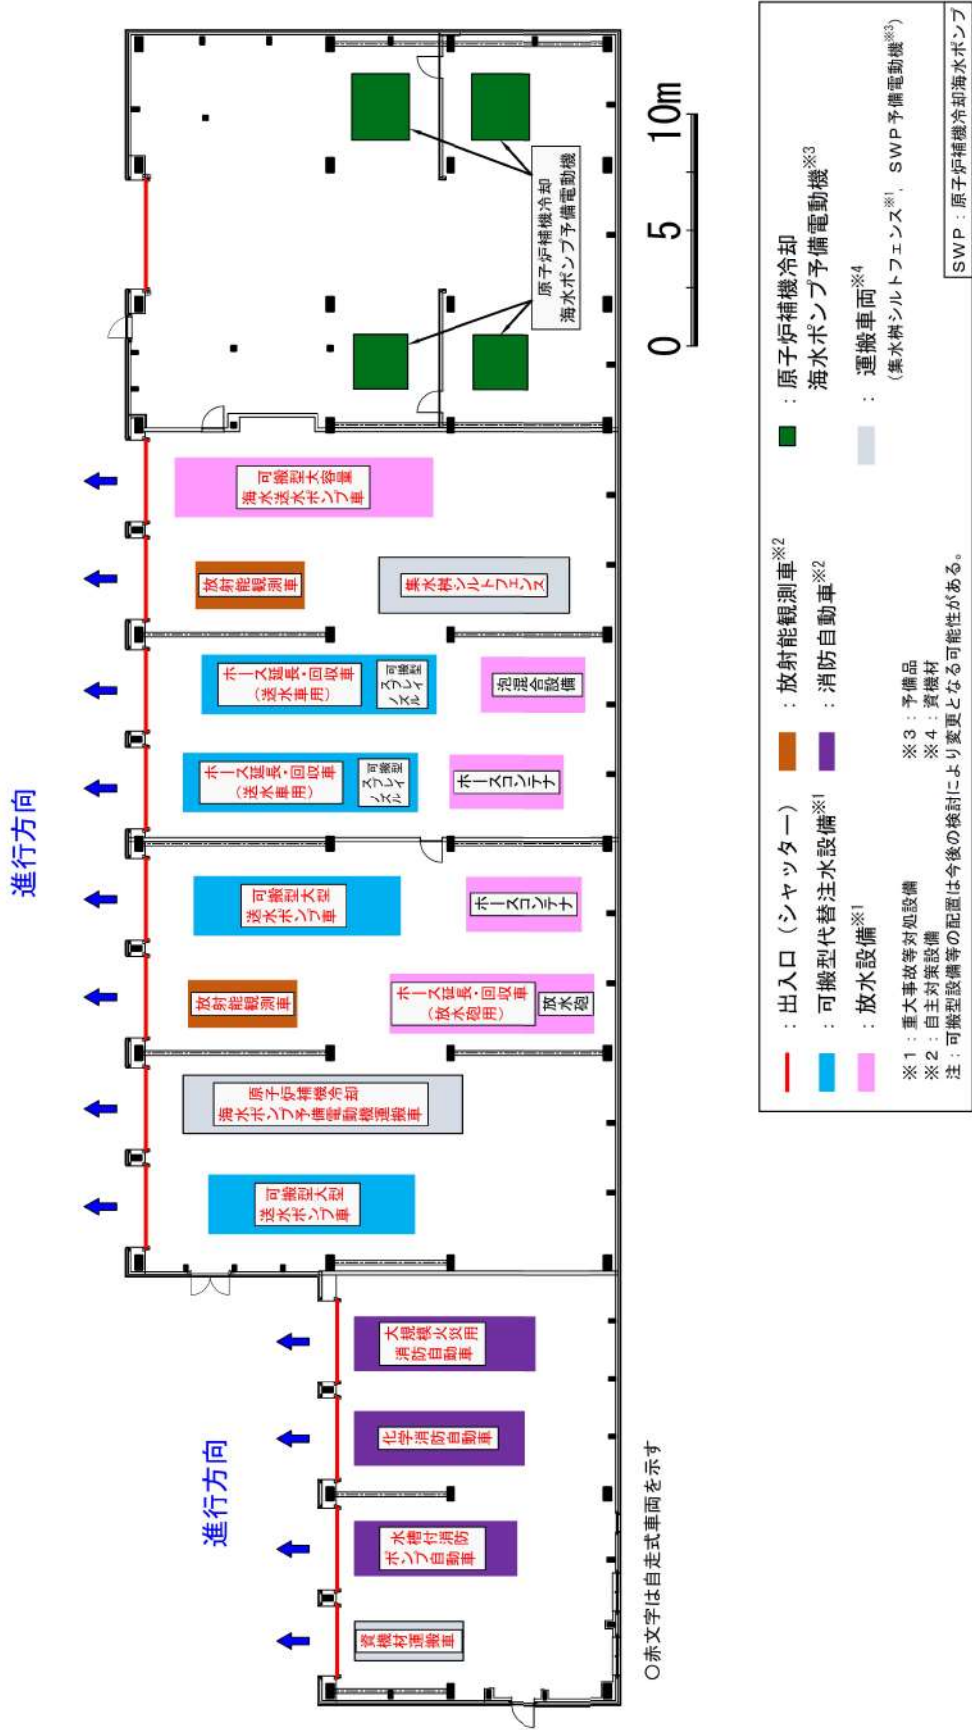 進行方向
進行方向
資機材運搬車
水槽付消防
ポンプ自動車
化学消防自動車
大規模火災用
消防自動車
可搬型大型
送水ポンプ車
原子炉補機冷却
海水ポンプ予備電動機運搬車
放射能観測車
ホース延長・回収車
(放水砲用)
放水砲
可搬型大型
送水ポンプ車
ホースコンテナ
ホース延長・回収車
(送水車用)
可搬型
スプレイ
ノズル
ホースコンテナ
ホース延長・回収車
(送水車用)
可搬型
スプレイ
ノズル
泡混合設備
放射能観測車
集水桝シルトフェンス
可搬型大容量
海水送水ポンプ車
原子炉補機冷却
海水ポンプ予備電動機
0 5 10m
○赤文字は自走式車両を示す
:出入口(シャッター)
:可搬型代替注水設備※1
:放水設備※1
:放射能観測車※2
:消防自動車※2
:原子炉補機冷却
海水ポンプ予備電動機※3
:運搬車両※4
(集水桝シルトフェンス※1,SWP予備電動機※3)
※1:重大事故等対処設備
※2:自主対策設備
※3:予備品
※4:資機材
注:可搬型設備等の配置は今後の検討により変更となる可能性がある。
SWP:原子炉補機冷却海水ポンプ